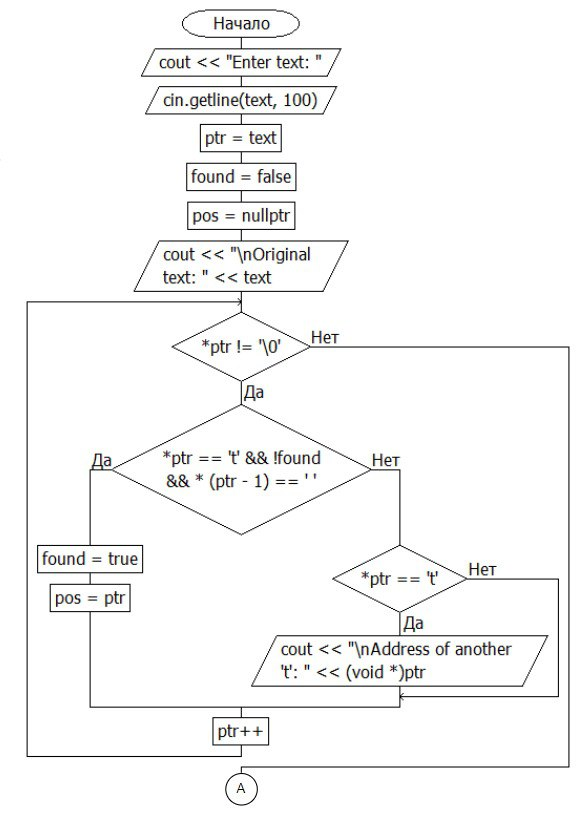 Начало
cout << "Enter text: "
cin.getline(text, 100)
ptr = text
found = false
pos = nullptr
cout << "\nOriginal
text: " << text
*ptr != '\0'
Нет
Да
*ptr == 't' && !found
&& * (ptr - 1) == ' '
Да
Нет
found = true
pos = ptr
*ptr == 't'
Нет
Да
cout << "\nAddress of another
't': " << (void *)ptr
ptr++
A